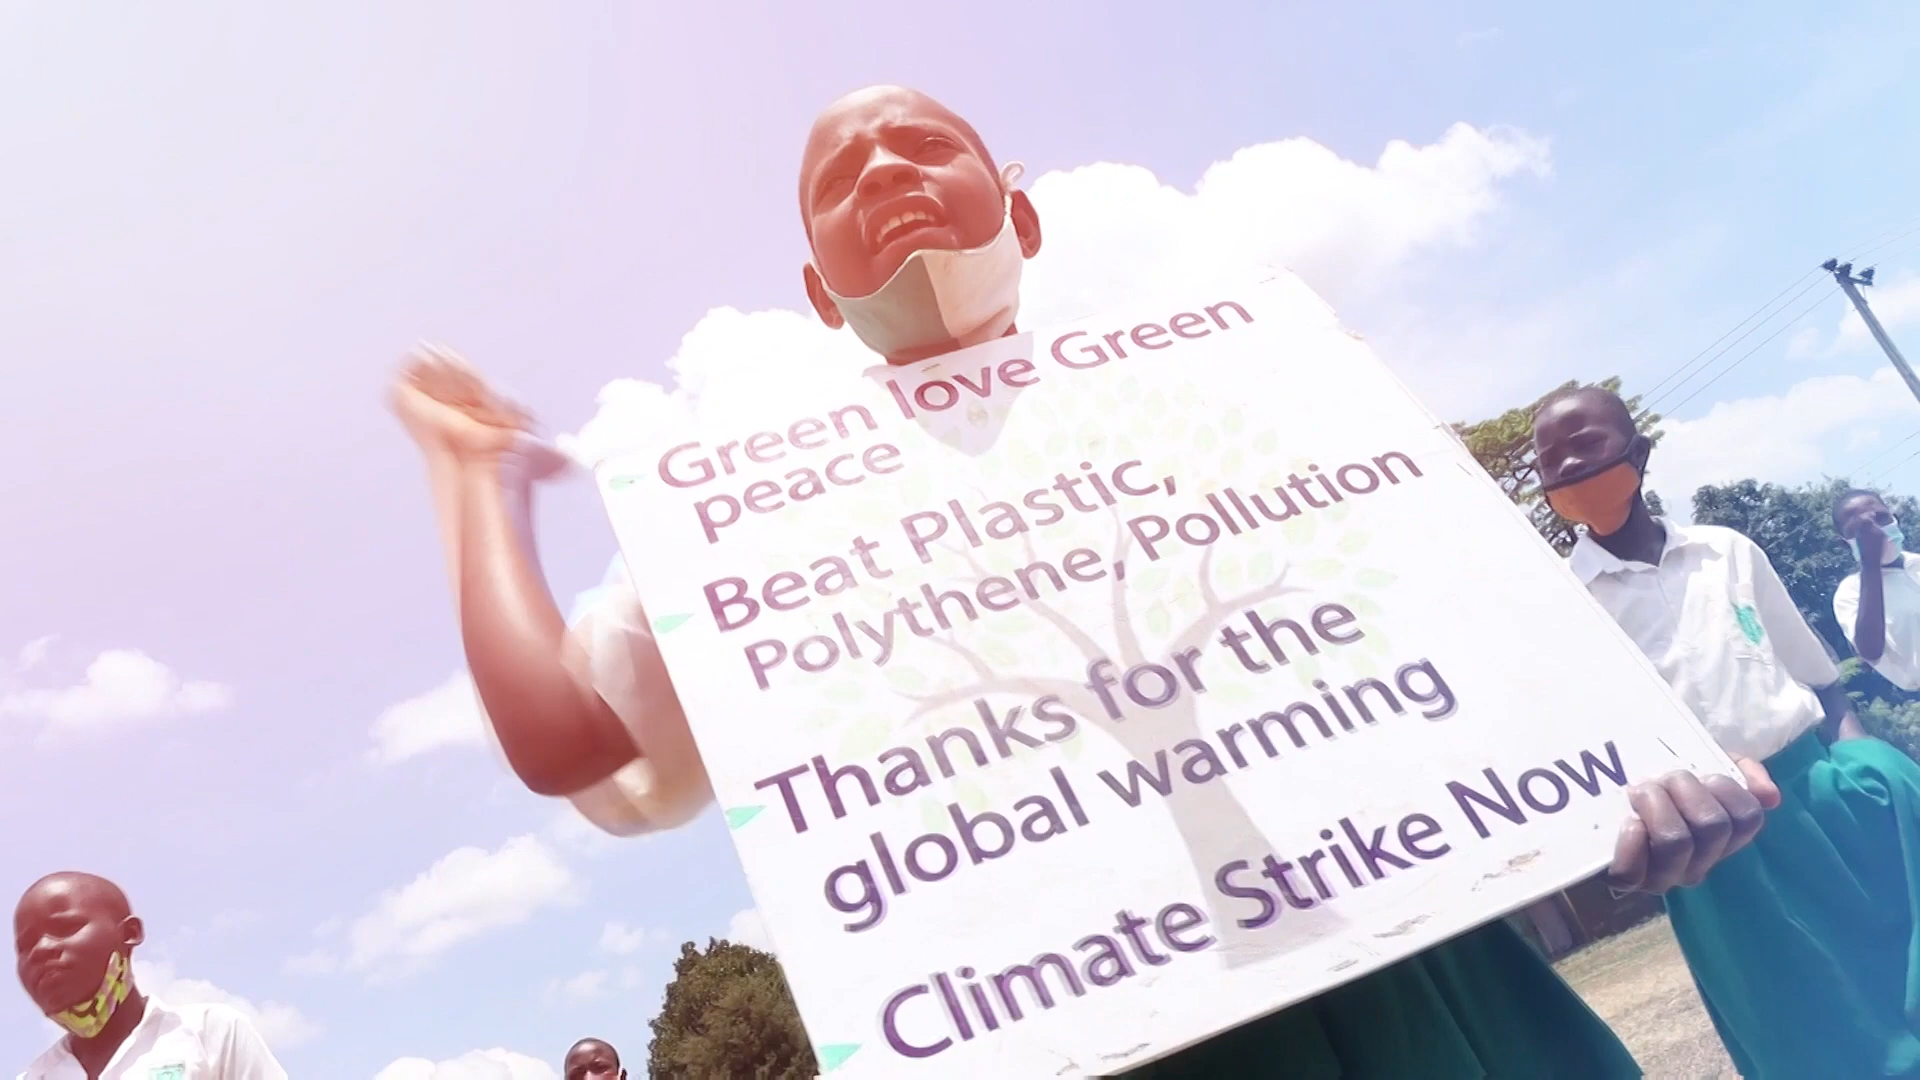 Green love Green
peace
Beat Plastic,
Polythene, Pollution
Thanks for the
global warming
Climate Strike Now